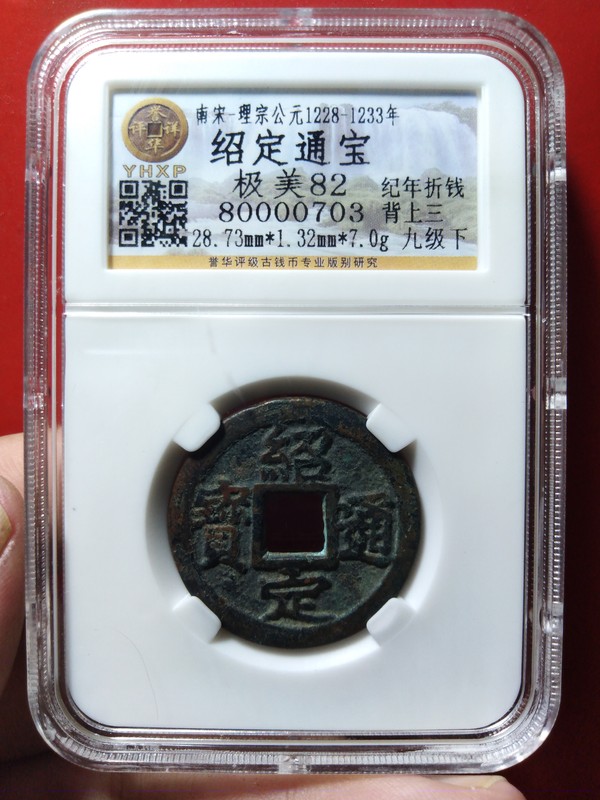 南宋-理宗公元1228-1233年
绍定通宝
极美82 纪年折钱
80000703 背上三
28.73mm*1.32mm*7.0g 九级下
誉华评级古钱币专业版别研究
YHXP
紹定通寶